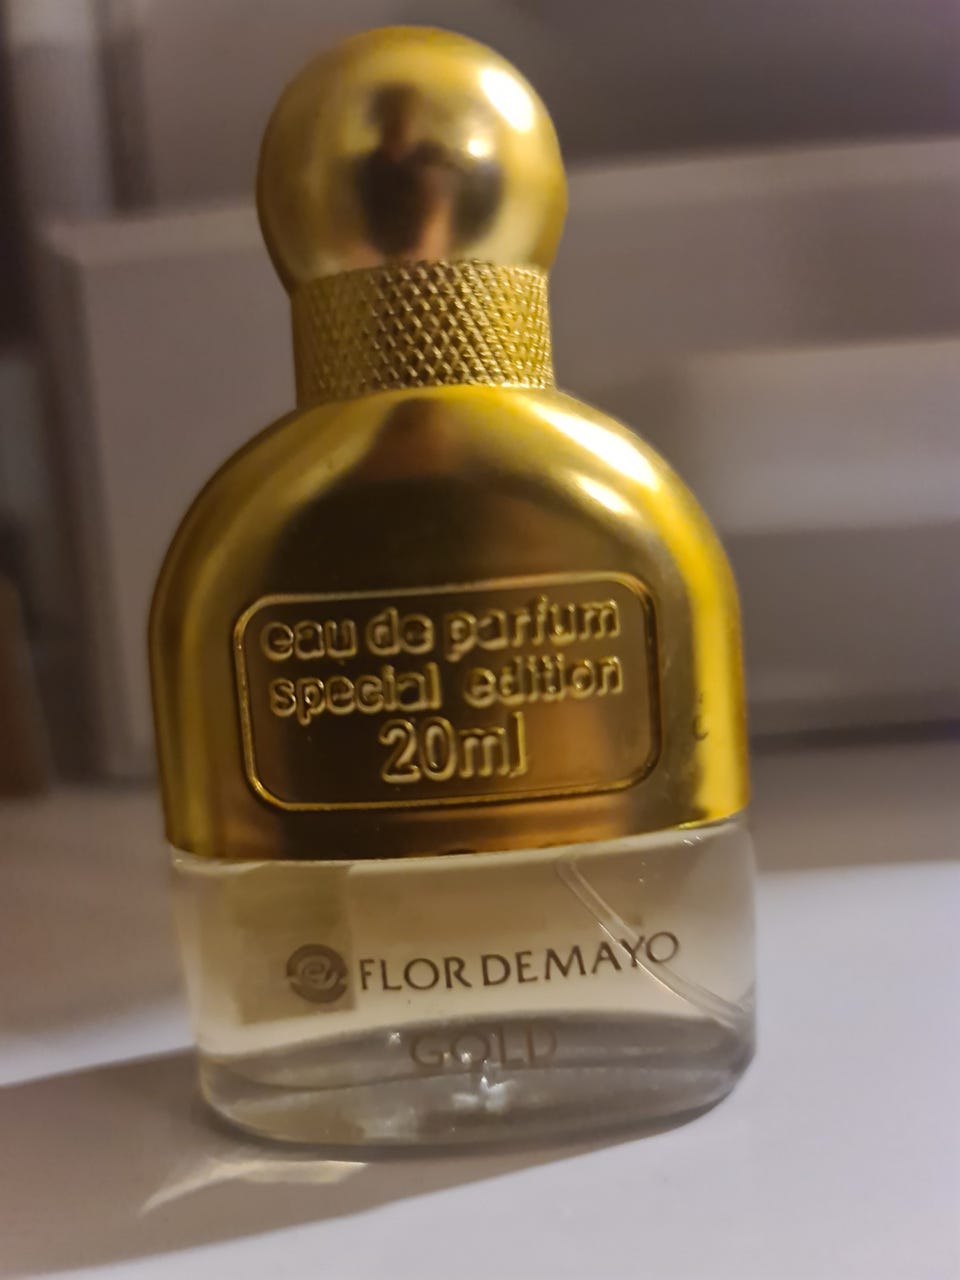 eau de parfum
special edition
20ml
FLOR DE MAYO
GOLD